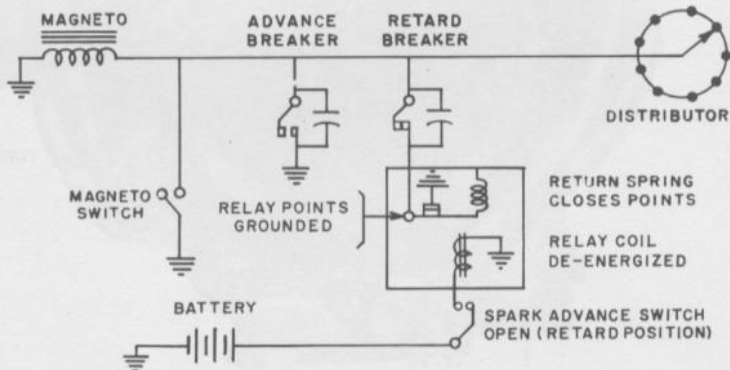 MAGNETO
ADVANCE
BREAKER
RETARD
BREAKER
DISTRIBUTOR
MAGNETO
SWITCH
RELAY POINTS
GROUNDED
RETURN SPRING
CLOSES POINTS
RELAY COIL
DE-ENERGIZED
BATTERY
SPARK ADVANCE SWITCH
OPEN (RETARD POSITION)